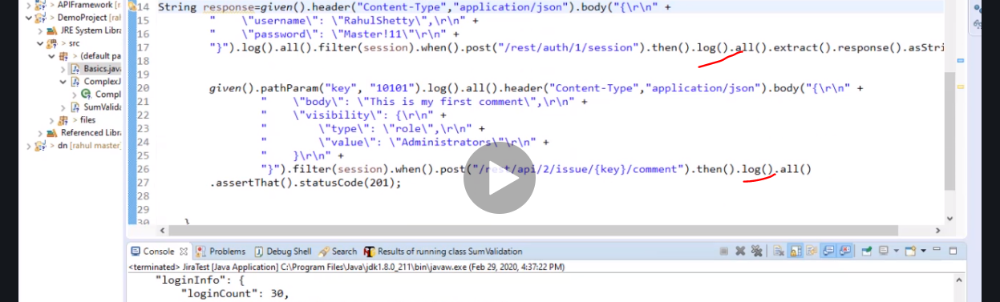 APIFramework [r
DemoProject [ral
JRE System Libra
src
(default pa
Basics.java
ComplexJ
Compl
SumValida
files
Referenced Libra
dn [rahul master]
14 String response=given().header("Content-Type","application/json").body("{\r\n" +
15 "    \"username\": \"RahulShetty\",\r\n" +
16 "    \"password\": \"Master!11\"\r\n" +
17 "}").log().all().filter(session).when().post("/rest/auth/1/session").then().log().all().extract().response().asStri
18
19
20 given().pathParam("key", "10101").log().all().header("Content-Type","application/json").body("{\r\n" +
21 "    \"body\": \"This is my first comment\",\r\n" +
22 "    \"visibility\": {\r\n" +
23 "        \"type\": \"role\",\r\n" +
24 "        \"value\": \"Administrators\"\r\n" +
25 "    }\r\n" +
26 "}").filter(session).when().post("/rest/api/2/issue/{key}/comment").then().log().all()
27 .assertThat().statusCode(201);
28
29
30 }
Console Problems Debug Shell Search Results of running class SumValidation
<terminated> JiraTest [Java Application] C:\Program Files\Java\jdk1.8.0_211\bin\javaw.exe (Feb 29, 2020, 4:37:22 PM)
"loginInfo": {
"loginCount": 30,